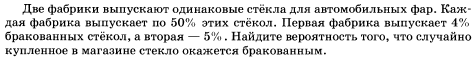 Две фабрики выпускают одинаковые стёкла для автомобильных фар. Каж-
дая фабрика выпускает по 50% этих стёкол. Первая фабрика выпускает 4%
бракованных стёкол, а вторая — 5%. Найдите вероятность того, что случайно
купленное в магазине стекло окажется бракованным.